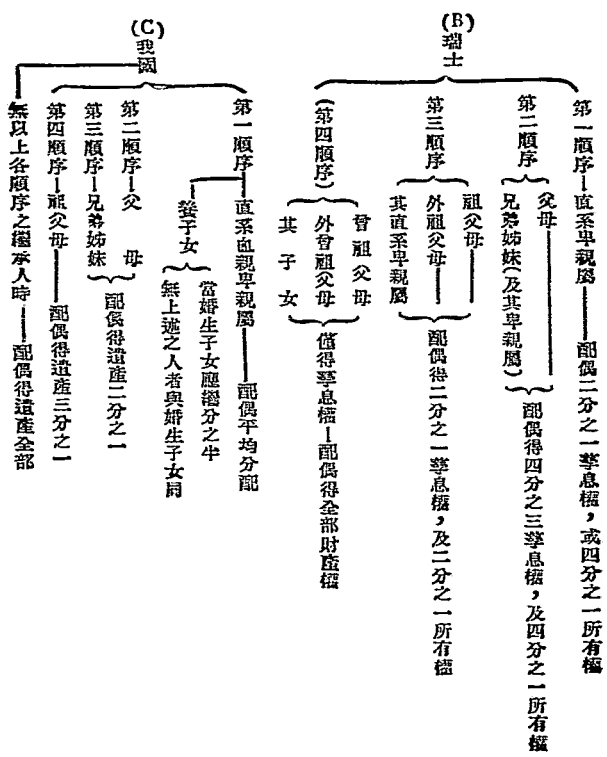 (B)瑞士
第一順序 直系卑親屬 配偶二分之一孳息權，或四分之一所有權
第二順序
父母
兄弟姊妹(及其卑親屬)
配偶得四分之三孳息權，及四分之一所有權
第三順序
祖父母
外祖父母
其直系卑親屬
配偶得二分之一孳息權，及二分之一所有權
(第四順序)
曾祖父母
外曾祖父母
其子女
僅得孳息權 配偶得全部財產權
(C)我國
第一順序
直系血親卑親屬 配偶平均分配
養子女
當婚生子女應繼分之半
無上述之人者與婚生子女同
第二順序 父母
第三順序 兄弟姊妹
配偶得遺產二分之一
第四順序 祖父母 配偶得遺產三分之一
無以上各順序之繼承人時 配偶得遺產全部